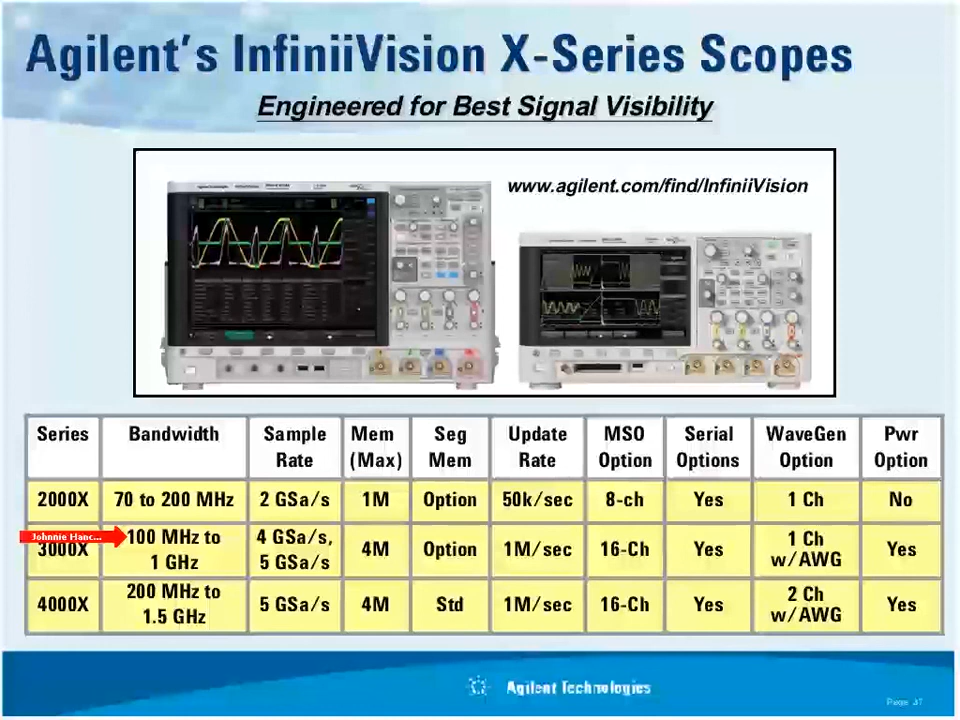 Agilent's InfiniiVision X-Series Scopes
Engineered for Best Signal Visibility
www.agilent.com/find/InfiniiVision
Series Bandwidth Sample Rate Mem (Max) Seg Mem Update Rate MSO Option Serial Options WaveGen Option Pwr Option
2000X 70 to 200 MHz 2 GSa/s 1M Option 50k/sec 8-ch Yes 1 Ch No
Johnnie Hanc...
3000X 100 MHz to 1 GHz 4 GSa/s, 5 GSa/s 4M Option 1M/sec 16-Ch Yes 1 Ch w/AWG Yes
4000X 200 MHz to 1.5 GHz 5 GSa/s 4M Std 1M/sec 16-Ch Yes 2 Ch w/AWG Yes
Agilent Technologies
Page